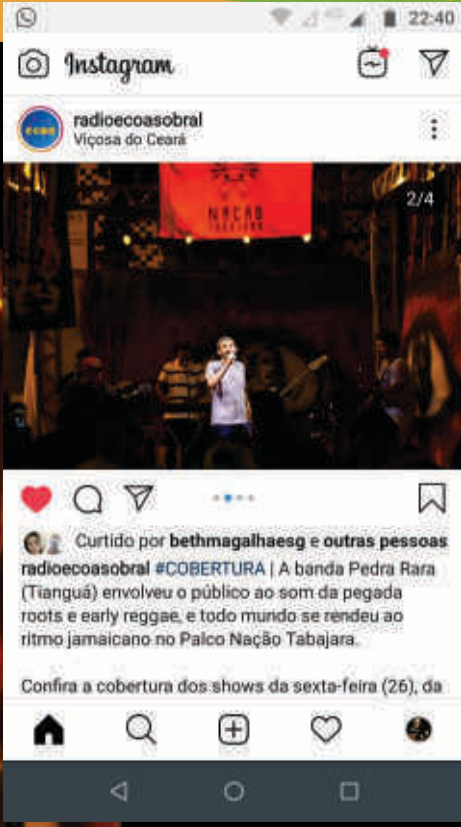 22:40
Instagram
radioecoasobral
Viçosa do Ceará
ecoa
2/4
NAÇÃO
TABAJARA
Curtido por bethmagalhaesg e outras pessoas
radioecoasobral #COBERTURA | A banda Pedra Rara
(Tianguá) envolveu o público ao som da pegada
roots e early reggae, e todo mundo se rendeu ao
ritmo jamaicano no Palco Nação Tabajara.
Confira a cobertura dos shows da sexta-feira (26), da